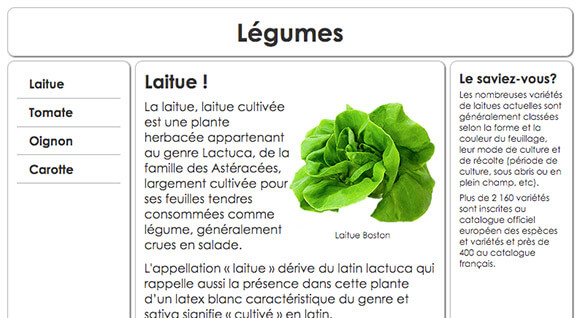 Légumes
Laitue
Tomate
Oignon
Carotte
Laitue !
La laitue, laitue cultivée
est une plante
herbacée appartenant
au genre Lactuca, de la
famille des Astéracées,
largement cultivée pour
ses feuilles tendres
consommées comme
légume, généralement
crues en salade.
Laitue Boston
L'appellation « laitue » dérive du latin lactuca qui
rappelle aussi la présence dans cette plante
d'un latex blanc caractéristique du genre et
sativa signifie « cultivé » en latin.
Le saviez-vous?
Les nombreuses variétés
de laitues actuelles sont
généralement classées
selon la forme et la
couleur du feuillage,
leur mode de culture et
de récolte (période de
culture, sous abris ou en
plein champ, etc).
Plus de 2 160 variétés
sont inscrites au
catalogue officiel
européen des espèces
et variétés et près de
400 au catalogue
français.